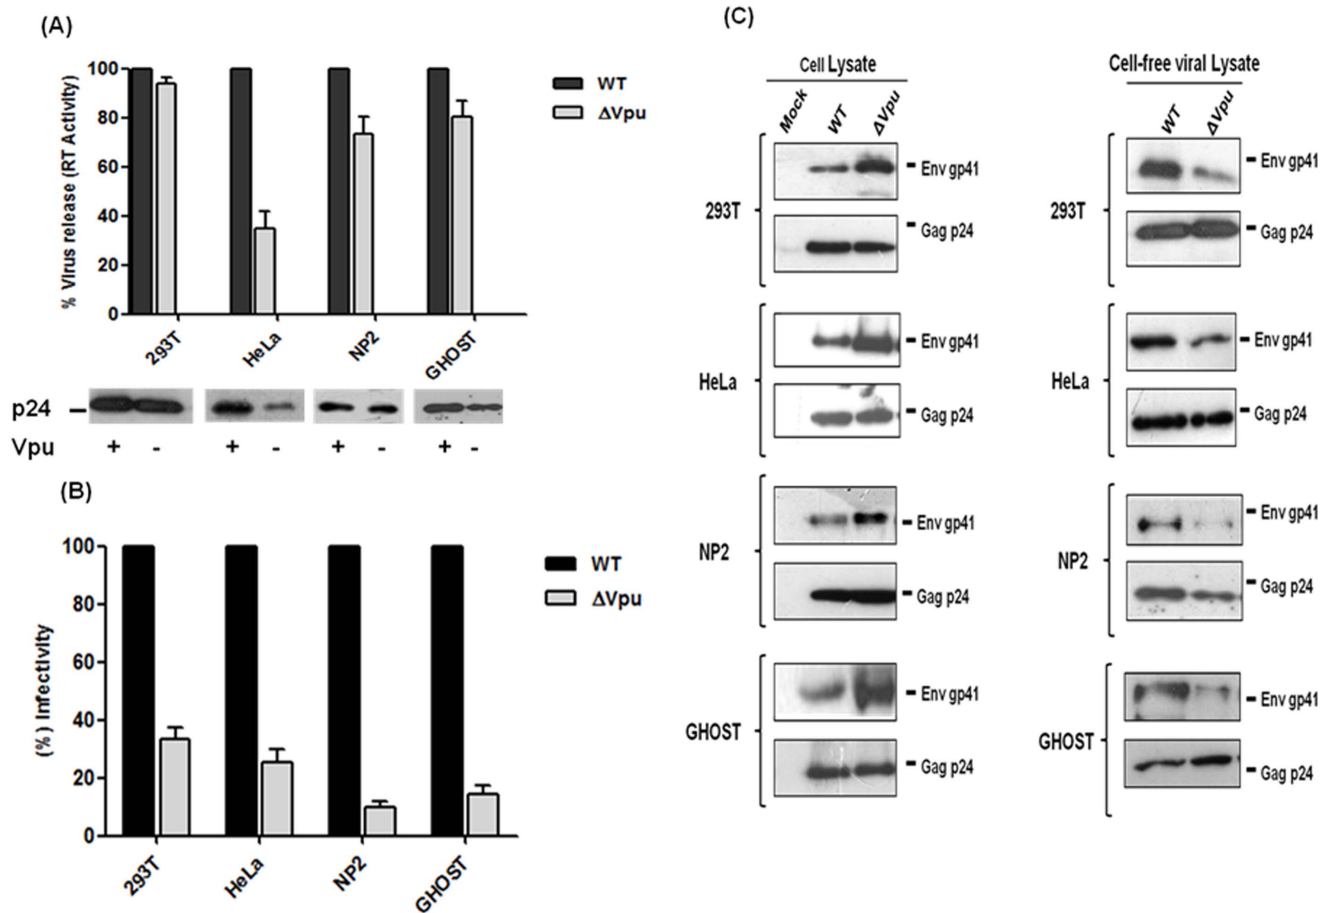 (A)
% Virus release (RT Activity)
100
80
60
40
20
0
WT
ΔVpu
293T
HeLa
NP2
GHOST
p24
Vpu
+ - + - + - + -
(B)
(%) Infectivity
100
80
60
40
20
0
WT
ΔVpu
293T
HeLa
NP2
GHOST
(C)
Cell Lysate
Mock WT ΔVpu
293T
Env gp41
Gag p24
HeLa
Env gp41
Gag p24
NP2
Env gp41
Gag p24
GHOST
Env gp41
Gag p24
Cell-free viral Lysate
WT ΔVpu
293T
Env gp41
Gag p24
HeLa
Env gp41
Gag p24
NP2
Env gp41
Gag p24
GHOST
Env gp41
Gag p24